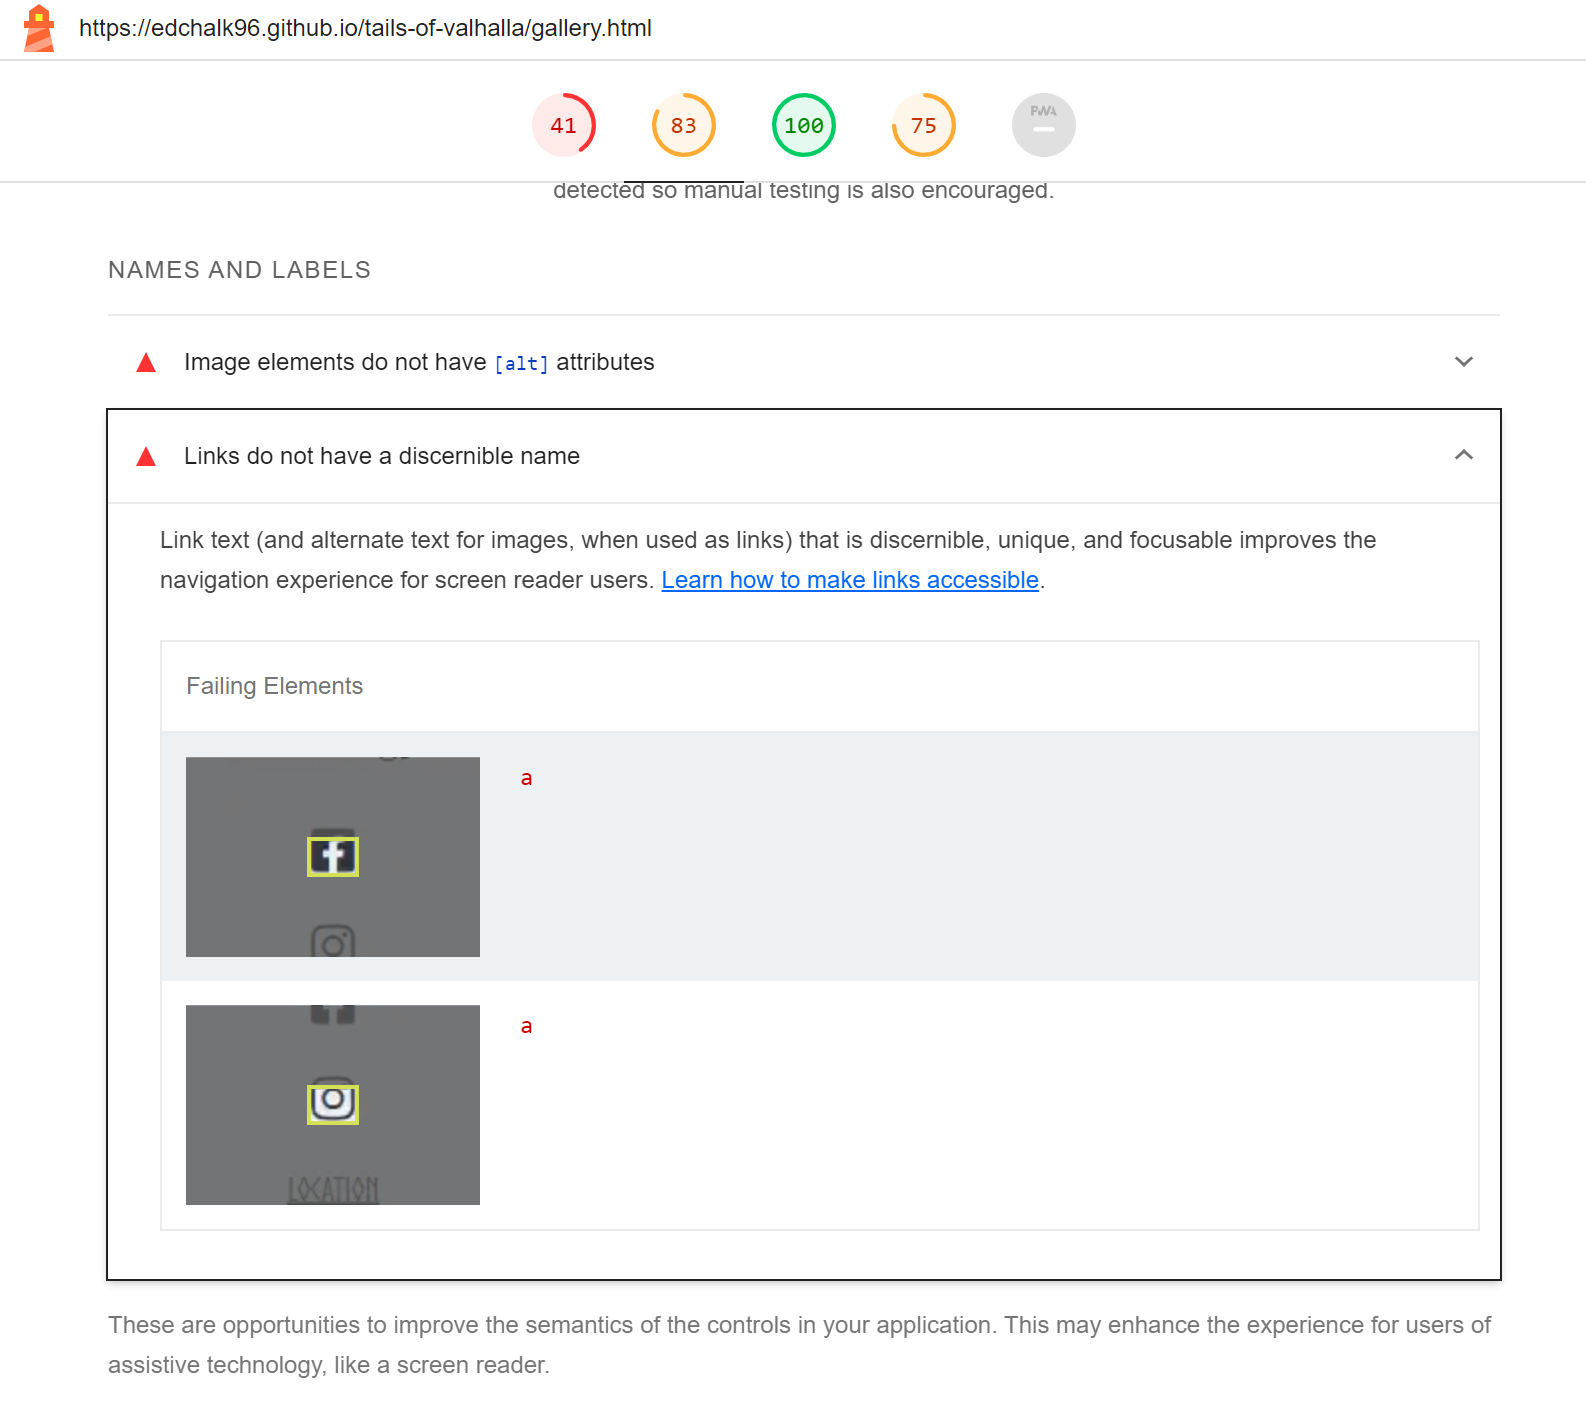 https://edchalk96.github.io/tails-of-valhalla/gallery.html
41 83 100 75 PWA
detected so manual testing is also encouraged.
NAMES AND LABELS
Image elements do not have [alt] attributes
Links do not have a discernible name
Link text (and alternate text for images, when used as links) that is discernible, unique, and focusable improves the
navigation experience for screen reader users. Learn how to make links accessible.
Failing Elements
a
a
LOCATION
These are opportunities to improve the semantics of the controls in your application. This may enhance the experience for users of
assistive technology, like a screen reader.